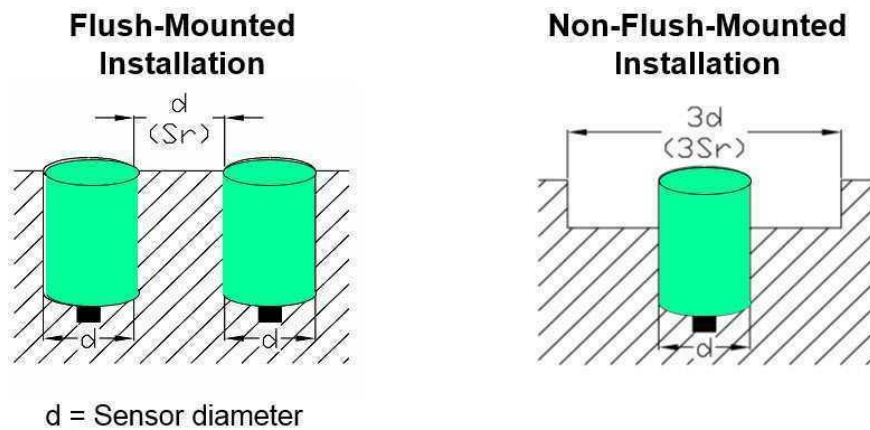 Flush-Mounted
Installation
d
(Sr)
d
d
d = Sensor diameter
Non-Flush-Mounted
Installation
3d
(3Sr)
d